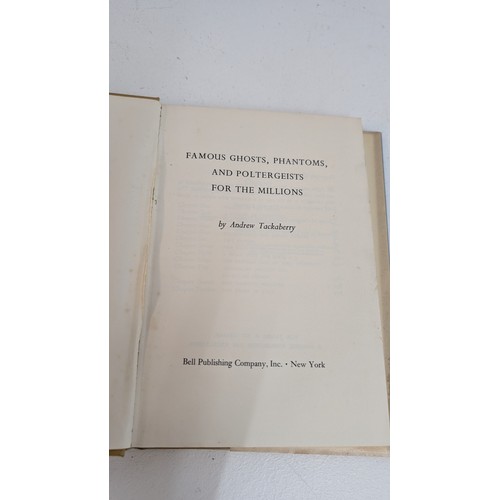 FAMOUS GHOSTS, PHANTOMS,
AND POLTERGEISTS
FOR THE MILLIONS
by Andrew Tackaberry
Bell Publishing Company, Inc. • New York